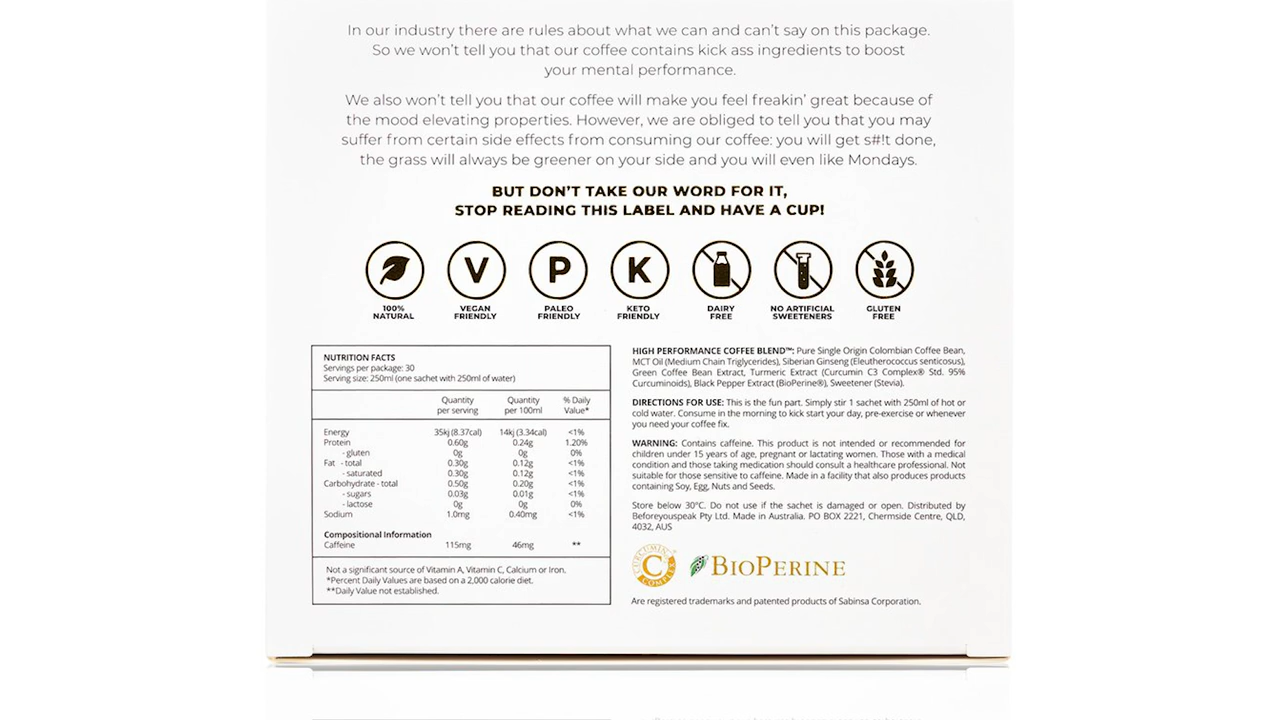 In our industry there are rules about what we can and can't say on this package.
So we won't tell you that our coffee contains kick ass ingredients to boost
your mental performance.
We also won't tell you that our coffee will make you feel freakin' great because of
the mood elevating properties. However, we are obliged to tell you that you may
suffer from certain side effects from consuming our coffee: you will get s#!t done,
the grass will always be greener on your side and you will even like Mondays.
BUT DON'T TAKE OUR WORD FOR IT,
STOP READING THIS LABEL AND HAVE A CUP!
V P K
100% NATURAL
VEGAN FRIENDLY
PALEO FRIENDLY
KETO FRIENDLY
DAIRY FREE
NO ARTIFICIAL SWEETENERS
GLUTEN FREE
NUTRITION FACTS
Servings per package: 30
Serving size: 250ml (one sachet with 250ml of water)
Quantity per serving
Quantity per 100ml
% Daily Value*
Energy 35kj (8.37cal) 14kj (3.34cal) <1%
Protein 0.60g 0.24g 1.20%
- gluten 0g 0g 0%
Fat - total 0.30g 0.12g <1%
- saturated 0.30g 0.12g <1%
Carbohydrate - total 0.50g 0.20g <1%
- sugars 0.03g 0.01g <1%
- lactose 0g 0g 0%
Sodium 1.0mg 0.40mg <1%
Compositional Information
Caffeine 115mg 46mg **
Not a significant source of Vitamin A, Vitamin C, Calcium or Iron.
*Percent Daily Values are based on a 2,000 calorie diet.
**Daily Value not established.
HIGH PERFORMANCE COFFEE BLEND™: Pure Single Origin Colombian Coffee Bean,
MCT Oil (Medium Chain Triglycerides), Siberian Ginseng (Eleutherococcus senticosus),
Green Coffee Bean Extract, Turmeric Extract (Curcumin C3 Complex® Std. 95%
Curcuminoids), Black Pepper Extract (BioPerine®), Sweetener (Stevia).
DIRECTIONS FOR USE: This is the fun part. Simply stir 1 sachet with 250ml of hot or
cold water. Consume in the morning to kick start your day, pre-exercise or whenever
you need your coffee fix.
WARNING: Contains caffeine. This product is not intended or recommended for
children under 15 years of age, pregnant or lactating women. Those with a medical
condition and those taking medication should consult a healthcare professional. Not
suitable for those sensitive to caffeine. Made in a facility that also produces products
containing Soy, Egg, Nuts and Seeds.
Store below 30°C. Do not use if the sachet is damaged or open. Distributed by
Beforeyouspeak Pty Ltd. Made in Australia. PO BOX 2221, Chermside Centre, QLD,
4032, AUS
CURCUMIN C3 COMPLEX®
BIOPERINE
Are registered trademarks and patented products of Sabinsa Corporation.